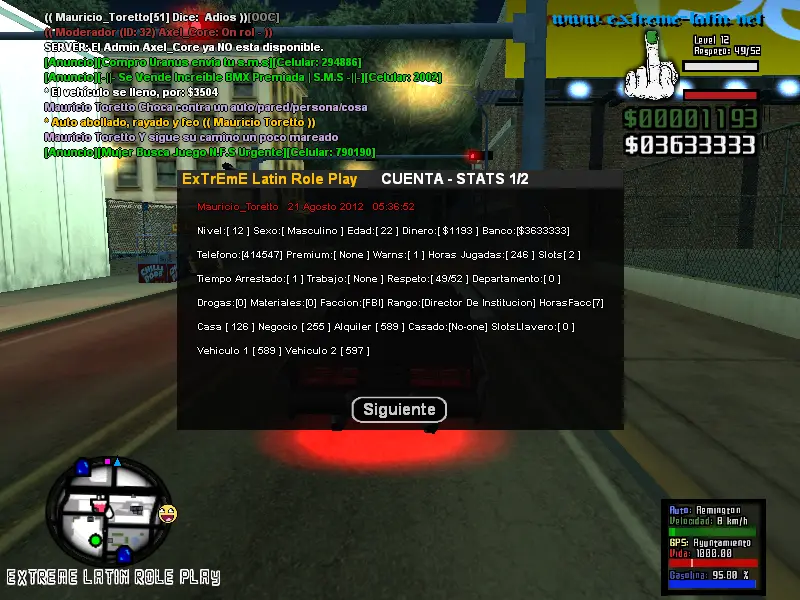 (( Mauricio_Toretto[51] Dice:  Adios ))[OOC]
(( Moderador (ID: 32) Axel_Core: On rol - ))
SERVER: El Admin Axel_Core ya NO esta disponible.
[Anuncio][Compro Uranus envia tu s.m.s][Celular: 294886]
[Anuncio][-||- Se Vende Increible BMX Premiada | S.M.S -||-][Celular: 2002]
* El vehiculo se lleno, por: $3504
Mauricio Toretto Choca contra un auto/pared/persona/cosa
* Auto abollado, rayado y feo (( Mauricio Toretto ))
Mauricio Toretto Y sigue su camino un poco mareado
[Anuncio][Mujer Busca Juego N.F.S Urgente][Celular: 790190]
www.extreme-latin.net
Level 12
Respeto: 49/52
$00001193
$03633333
ExTrEmE Latin Role Play CUENTA - STATS 1/2
Mauricio_Toretto 21 Agosto 2012 05:36:52
Nivel:[ 12 ] Sexo:[ Masculino ] Edad:[ 22 ] Dinero:[ $1193 ] Banco:[$3633333]
Telefono:[414547] Premium:[ None ] Warns:[ 1 ] Horas Jugadas:[ 246 ] Slots[ 2 ]
Tiempo Arrestado:[ 1 ] Trabajo:[ None ] Respeto:[ 49/52 ] Departamento:[ 0 ]
Drogas:[0] Materiales:[0] Faccion:[FBI] Rango:[Director De Institucion] HorasFacc[7]
Casa [ 126 ] Negocio [ 255 ] Alquiler [ 589 ] Casado:[No-one] SlotsLlavero:[ 0 ]
Vehiculo 1 [ 589 ] Vehiculo 2 [ 597 ]
Siguiente
Auto: Remington
Velocidad: 8 km/h
GPS: Ayuntamiento
Vida: 1000.00
Gasolina: 95.00 %
EXTREME LATIN ROLE PLAY